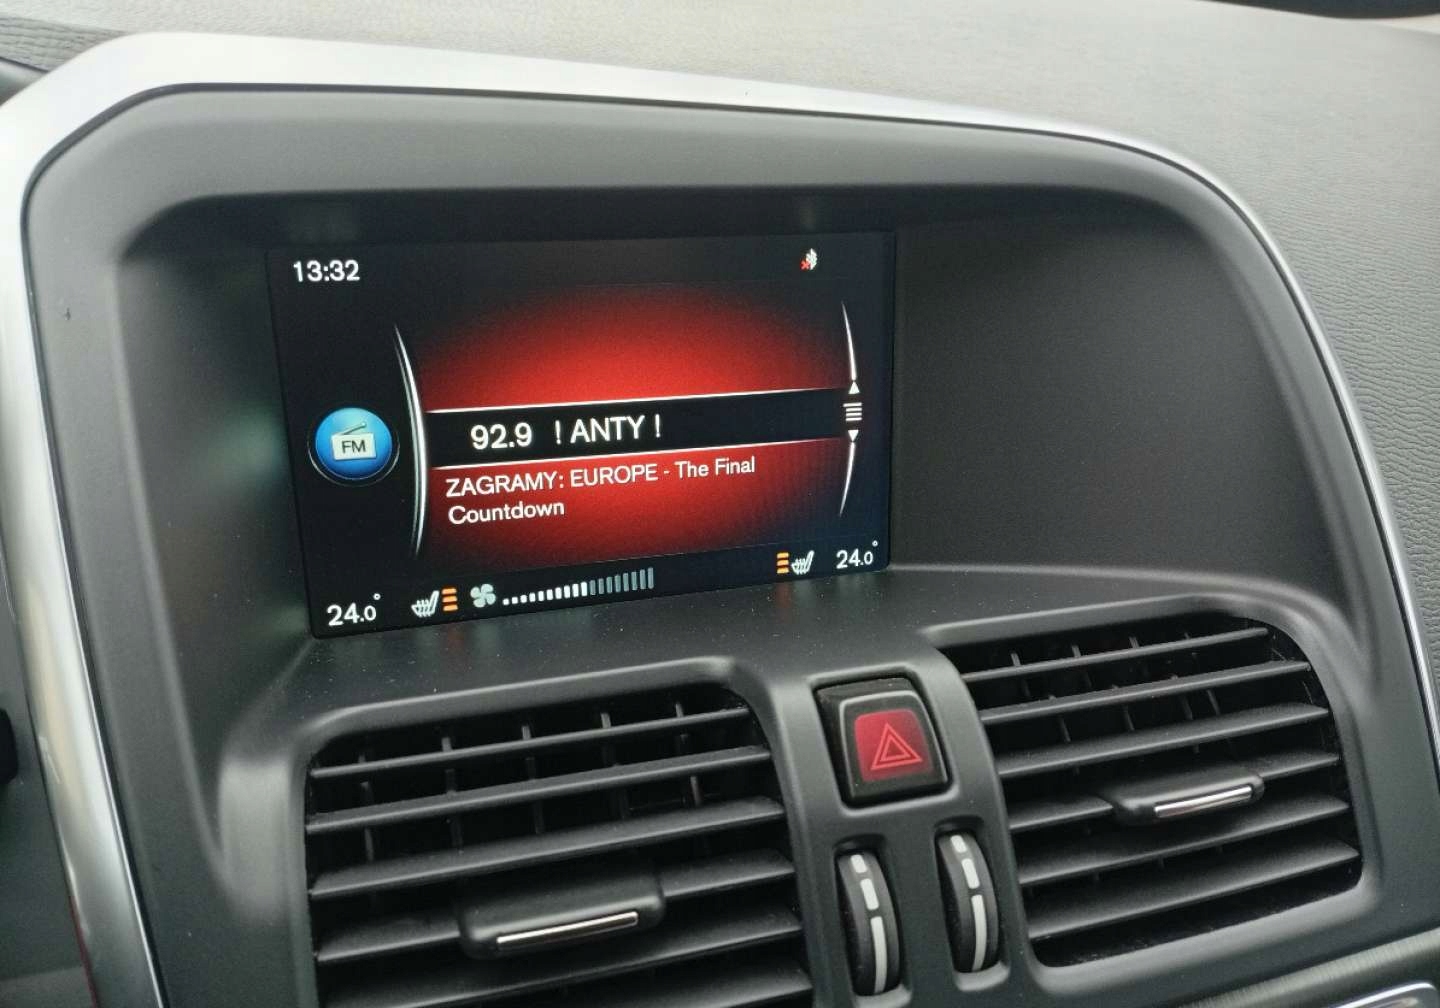 13:32
FM
92.9 ! ANTY !
ZAGRAMY: EUROPE - The Final
Countdown
24.0°
24.0°